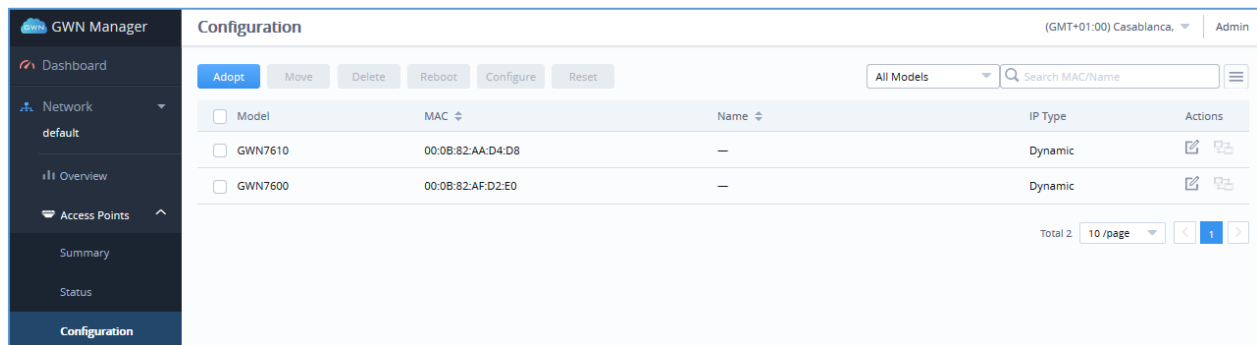 GWN GWN Manager
Configuration
(GMT+01:00) Casablanca, Admin
Dashboard
Adopt Move Delete Reboot Configure Reset All Models Search MAC/Name
Network
default
Model MAC Name IP Type Actions
GWN7610 00:0B:82:AA:D4:D8 — Dynamic
GWN7600 00:0B:82:AF:D2:E0 — Dynamic
Overview
Access Points
Total 2 10 /page 1
Summary
Status
Configuration